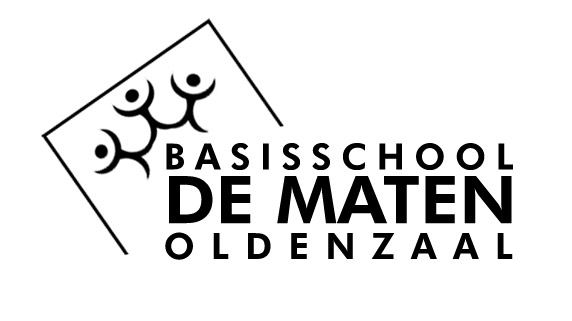 BASISSCHOOL
DE MATEN
OLDENZAAL